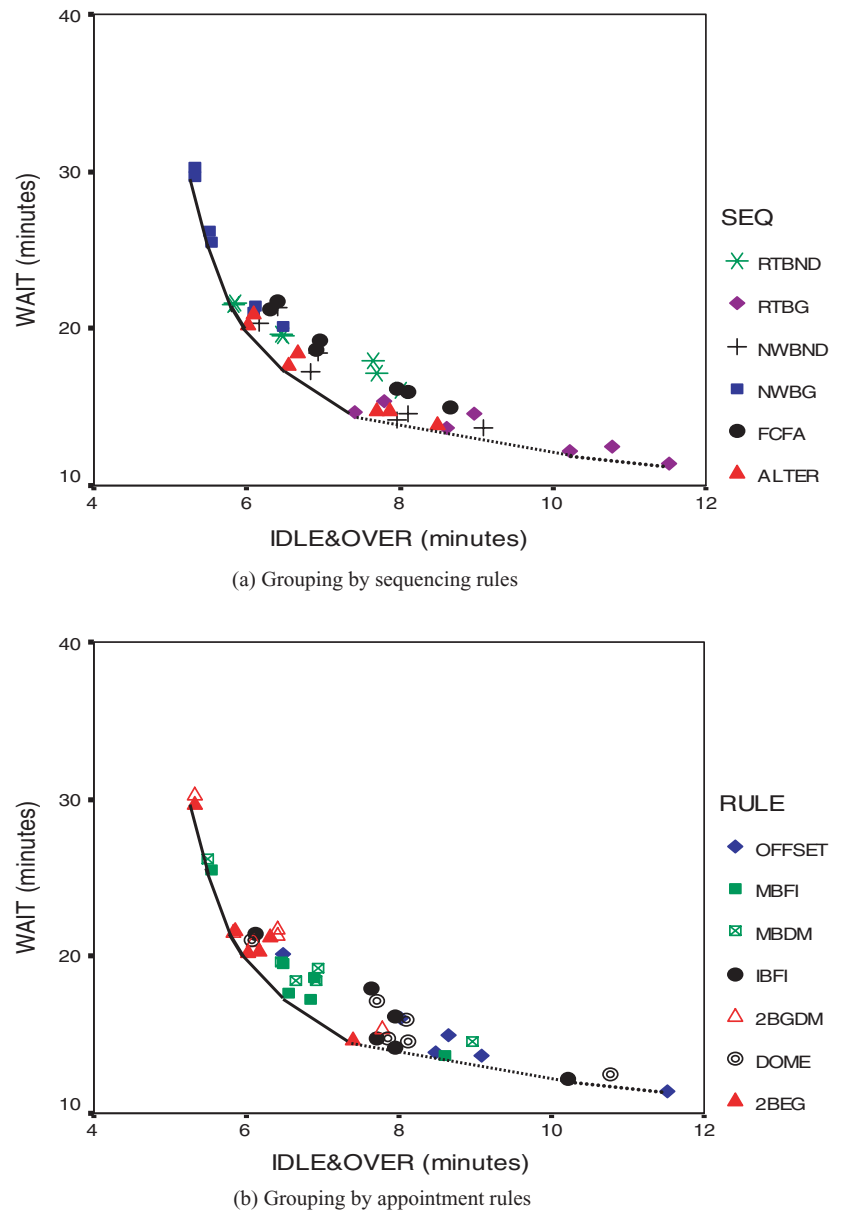 40
30
20
10
WAIT (minutes)
4
6
8
10
12
IDLE&OVER (minutes)
SEQ
RTBND
RTBG
NWBND
NWBG
FCFA
ALTER
(a) Grouping by sequencing rules
40
30
20
10
WAIT (minutes)
4
6
8
10
12
IDLE&OVER (minutes)
RULE
OFFSET
MBFI
MBDM
IBFI
2BGDM
DOME
2BEG
(b) Grouping by appointment rules